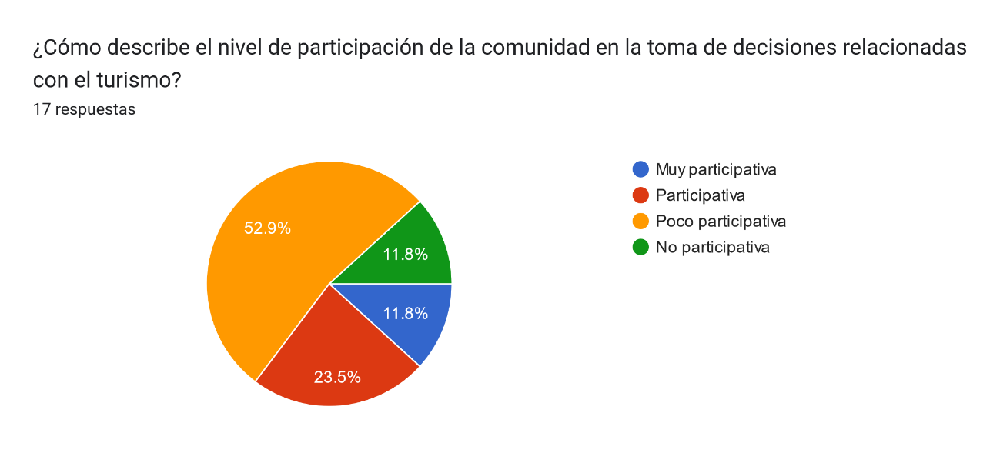 ¿Cómo describe el nivel de participación de la comunidad en la toma de decisiones relacionadas
con el turismo?
17 respuestas
Muy participativa
Participativa
Poco participativa
No participativa
52.9%
11.8%
11.8%
23.5%